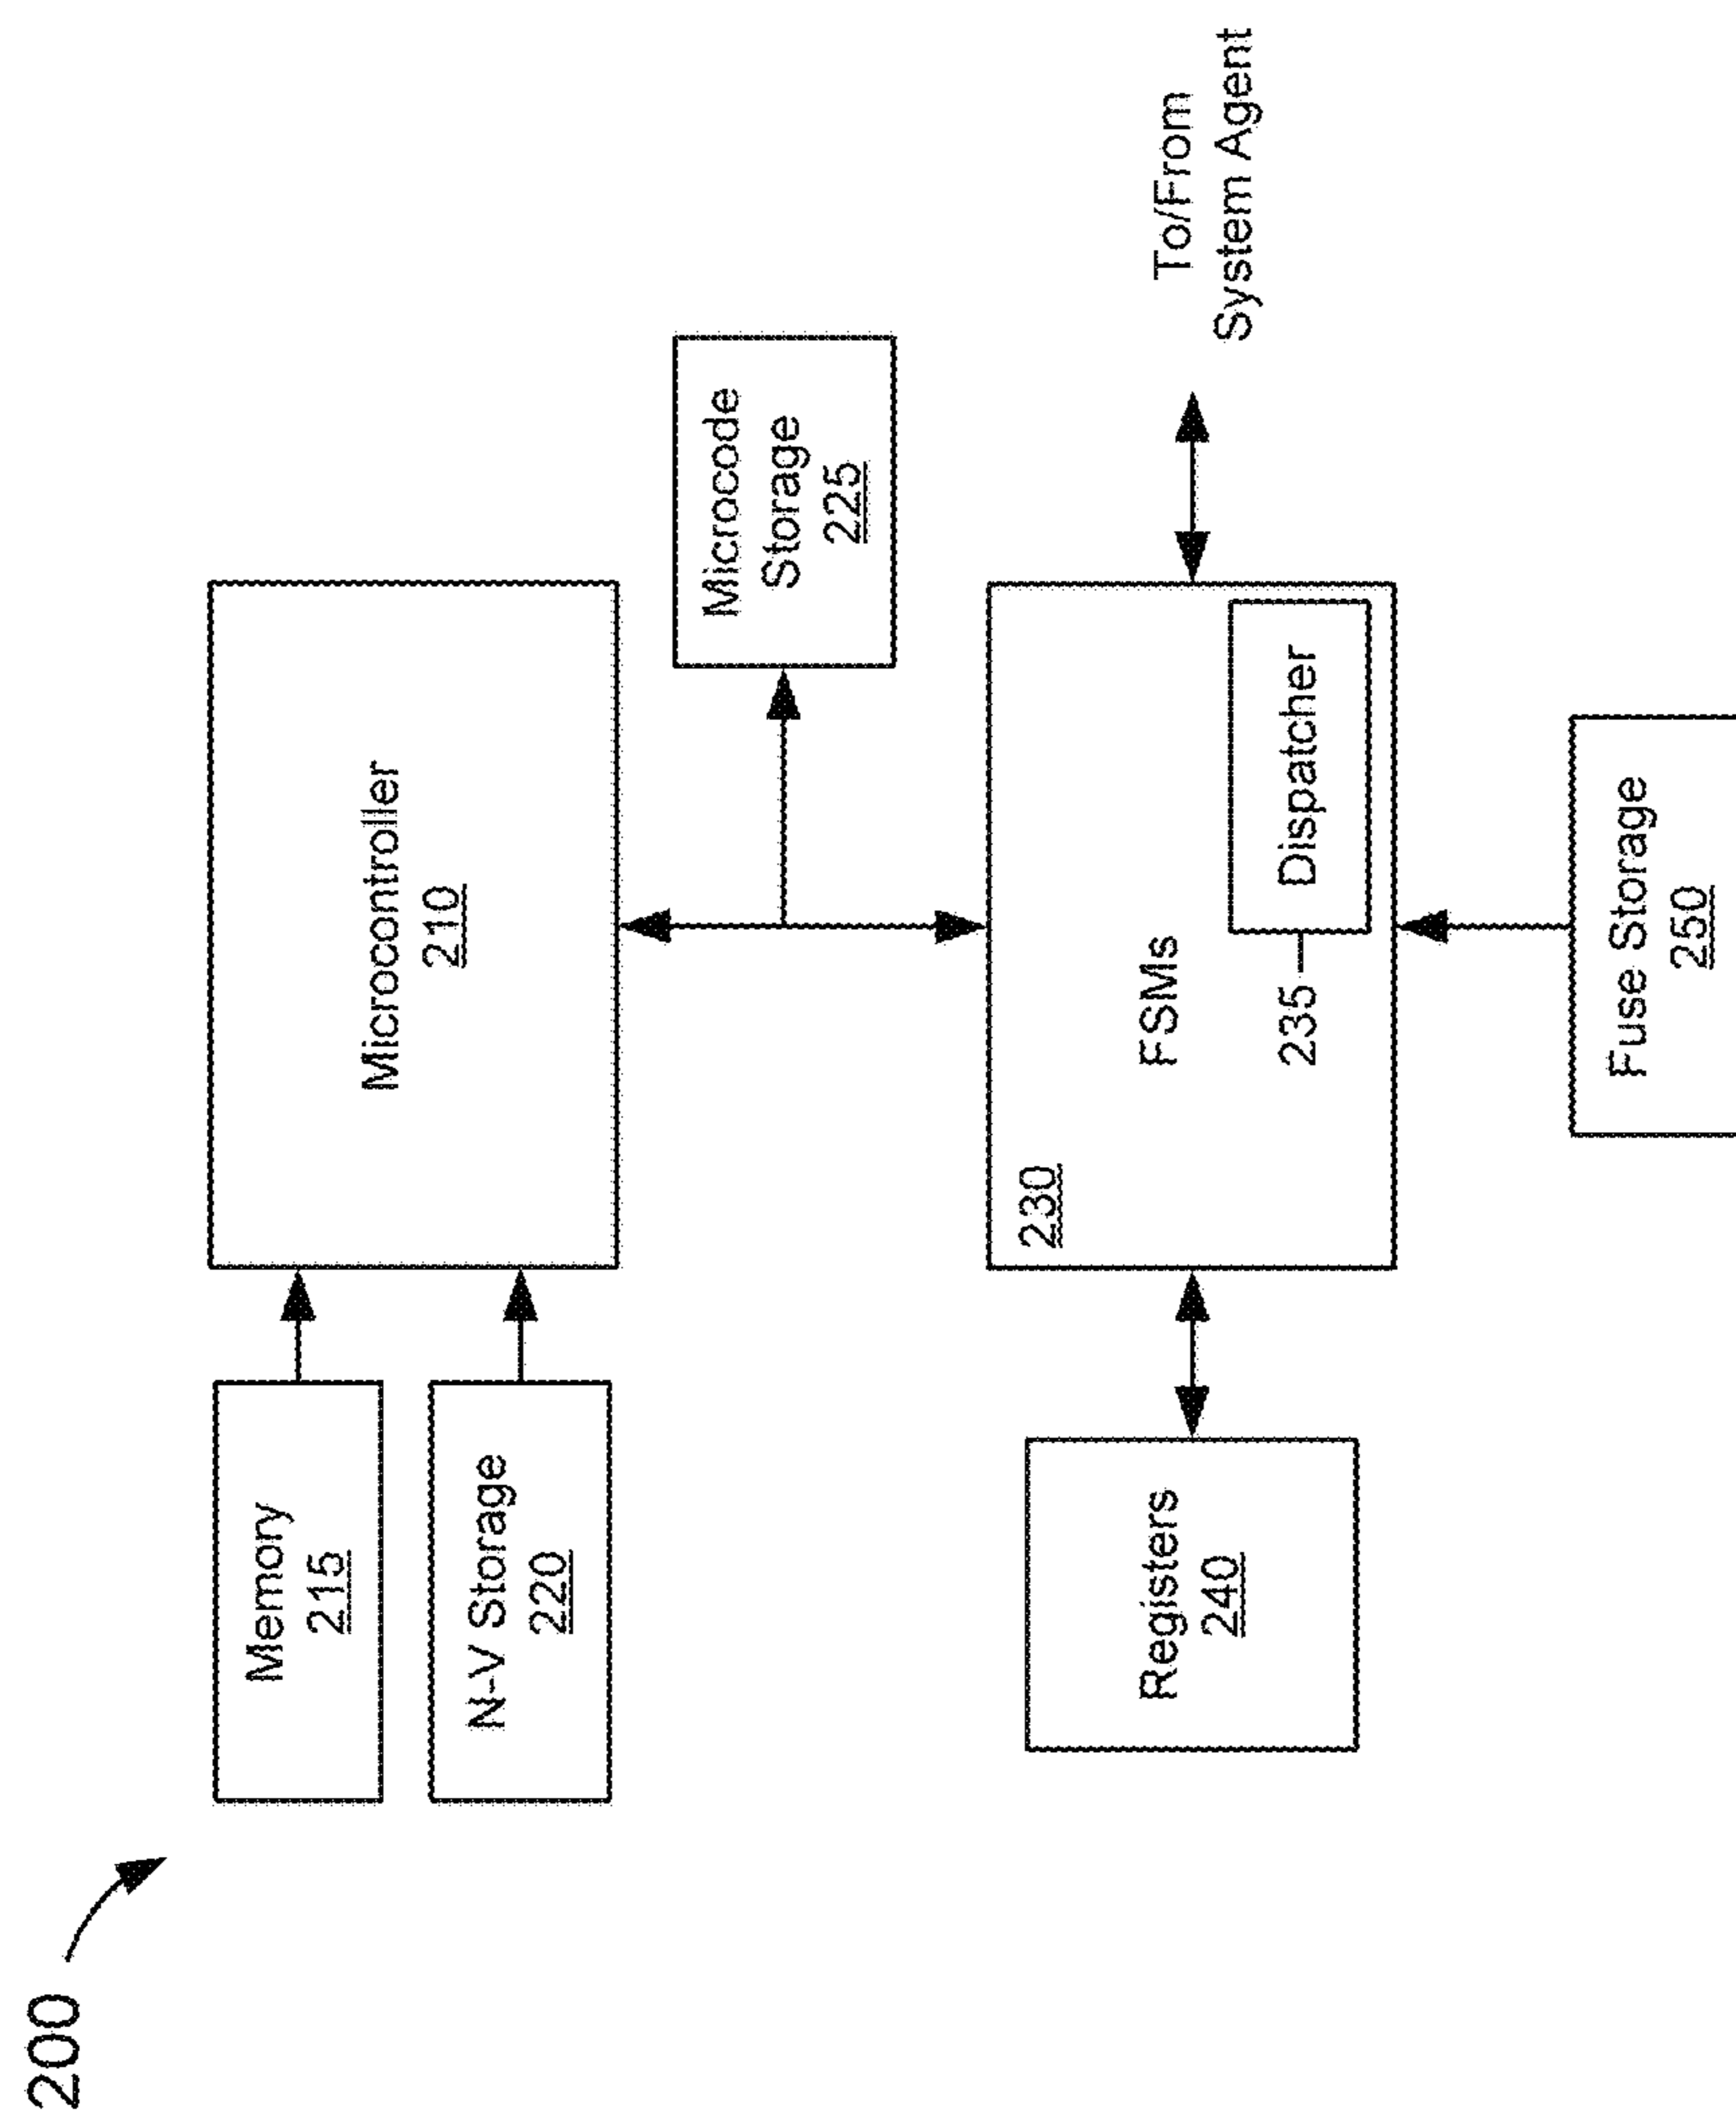 200
Memory
215
N-V Storage
220
Microcontroller
210
Microcode
Storage
225
Registers
240
230
FSMs
235
Dispatcher
To/From
System Agent
Fuse Storage
250